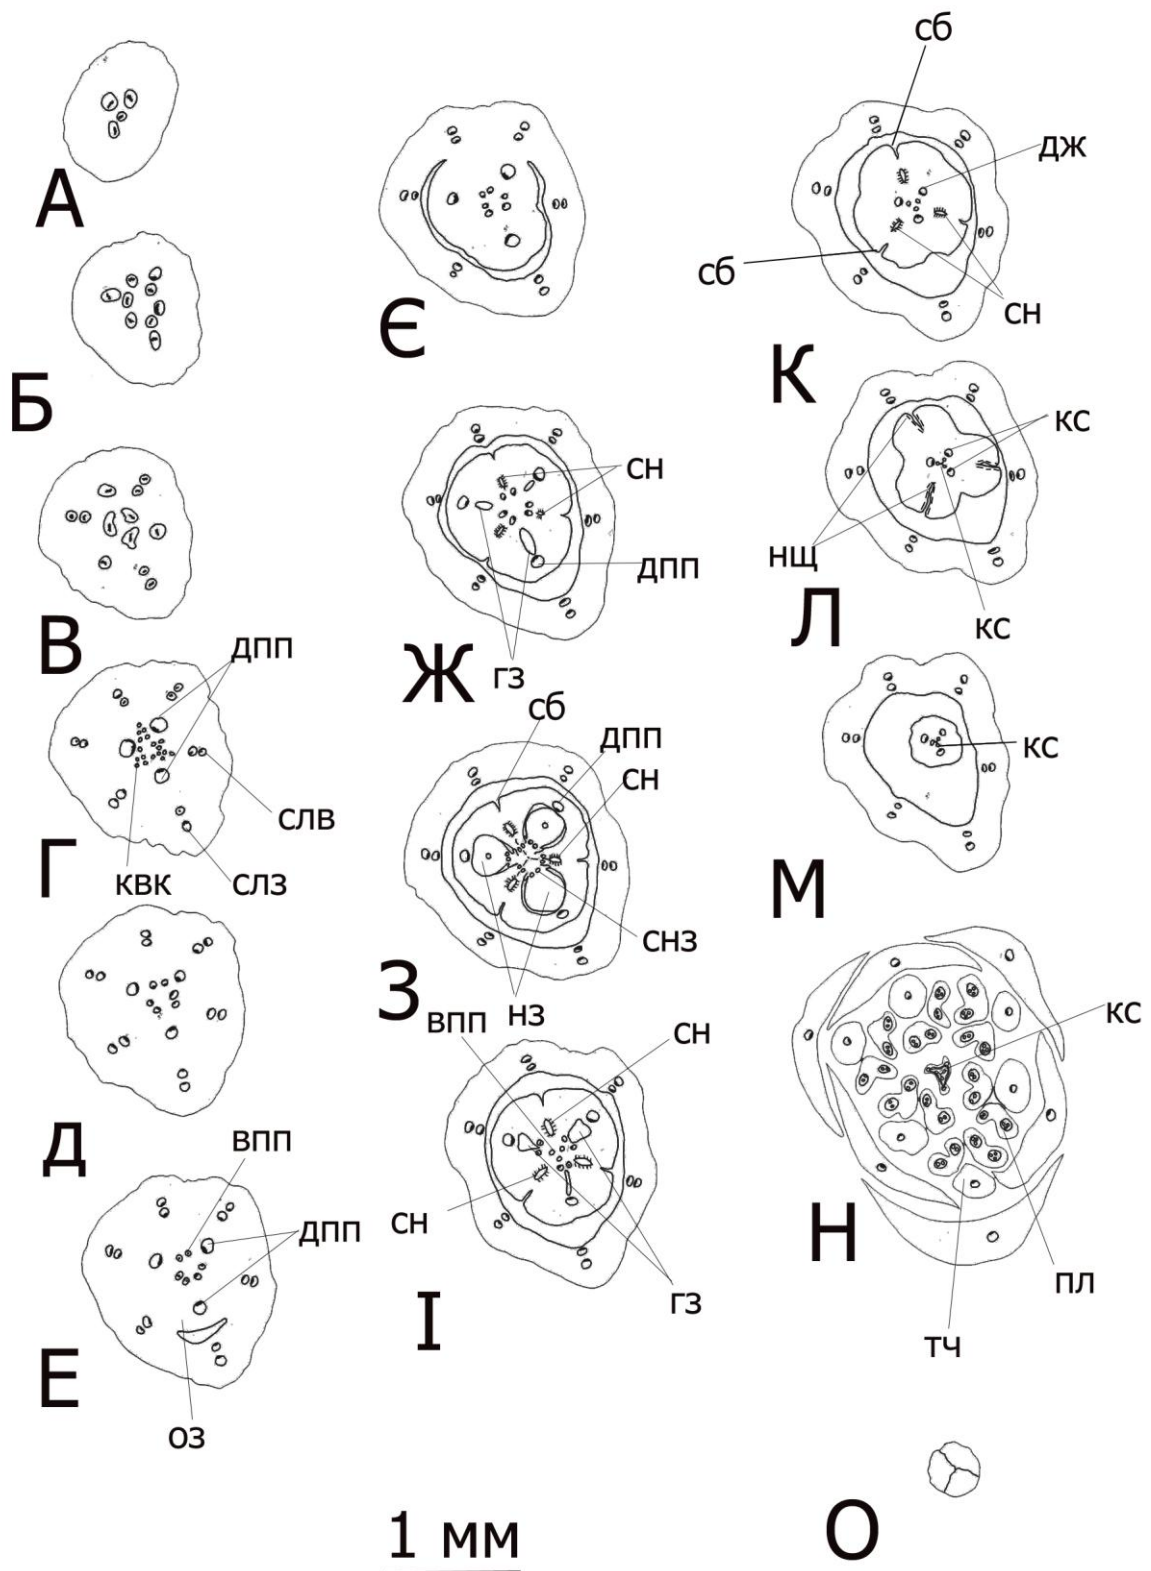 А
Б
В
Г
ДПП
СЛВ
КВК
СЛЗ
Д
Е
ВПП
ДПП
ОЗ
Є
Ж
СН
ДПП
ГЗ
З
СБ
ДПП
СН
СНЗ
НЗ
І
ВПП
СН
СН
ГЗ
1 мм
К
СБ
ДЖ
СБ
СН
Л
КС
НЩ
КС
М
КС
Н
КС
ПЛ
ТЧ
О